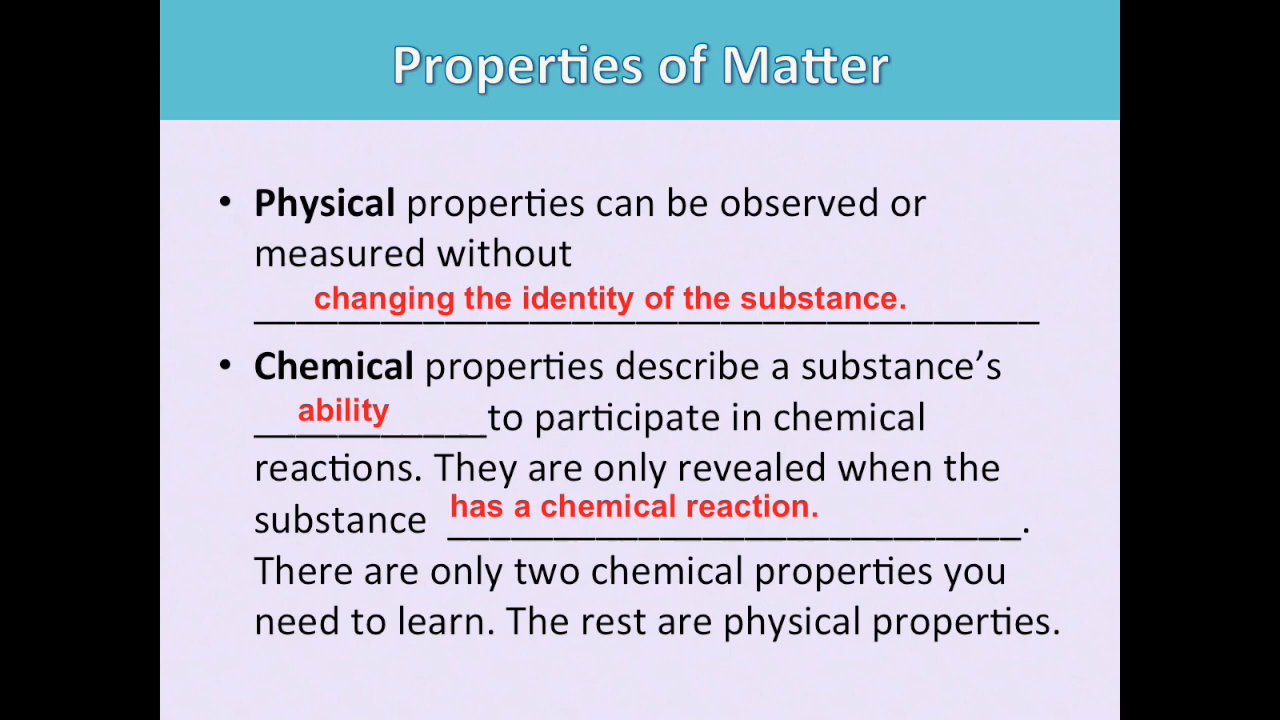 Properties of Matter
• Physical properties can be observed or
measured without
changing the identity of the substance.
• Chemical properties describe a substance’s
ability to participate in chemical
reactions. They are only revealed when the
substance has a chemical reaction. .
There are only two chemical properties you
need to learn. The rest are physical properties.